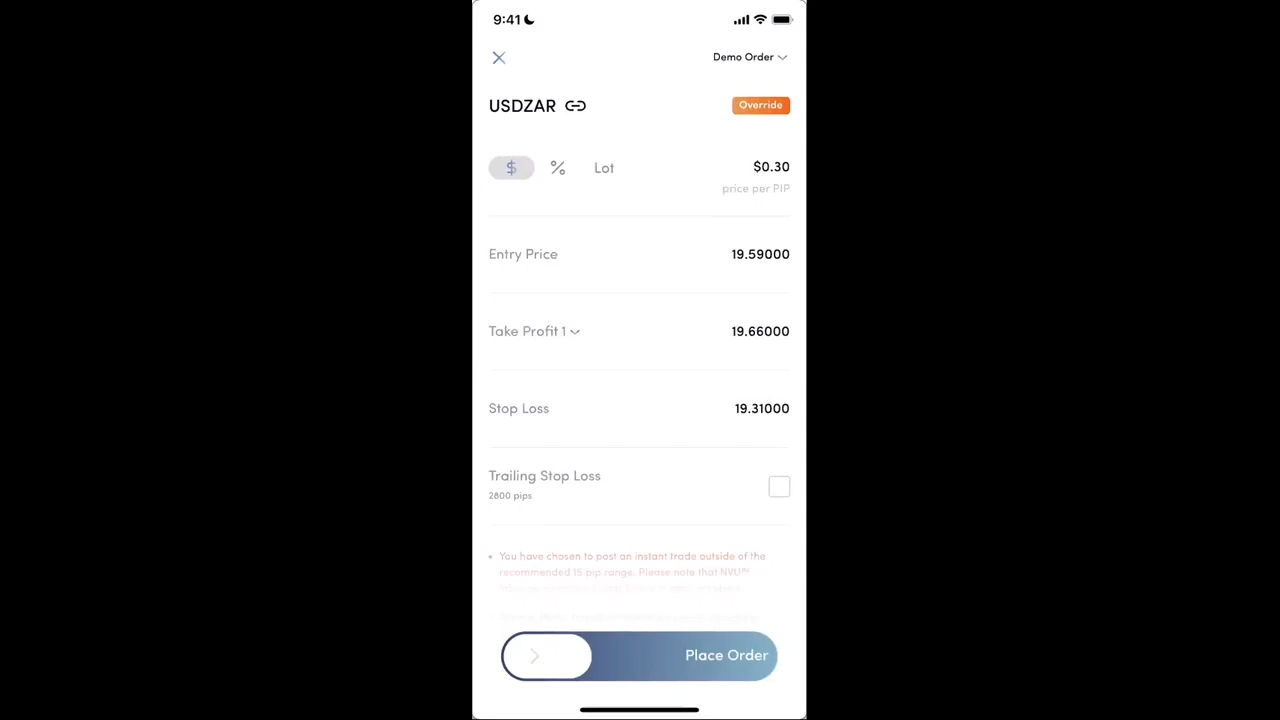 9:41
Demo Order
USDZAR
Override
$ % Lot $0.30
price per PIP
Entry Price 19.59000
Take Profit 1 19.66000
Stop Loss 19.31000
Trailing Stop Loss
2800 pips
• You have chosen to post an instant trade outside of the
recommended 15 pip range. Please note that NVU℠
Place Order